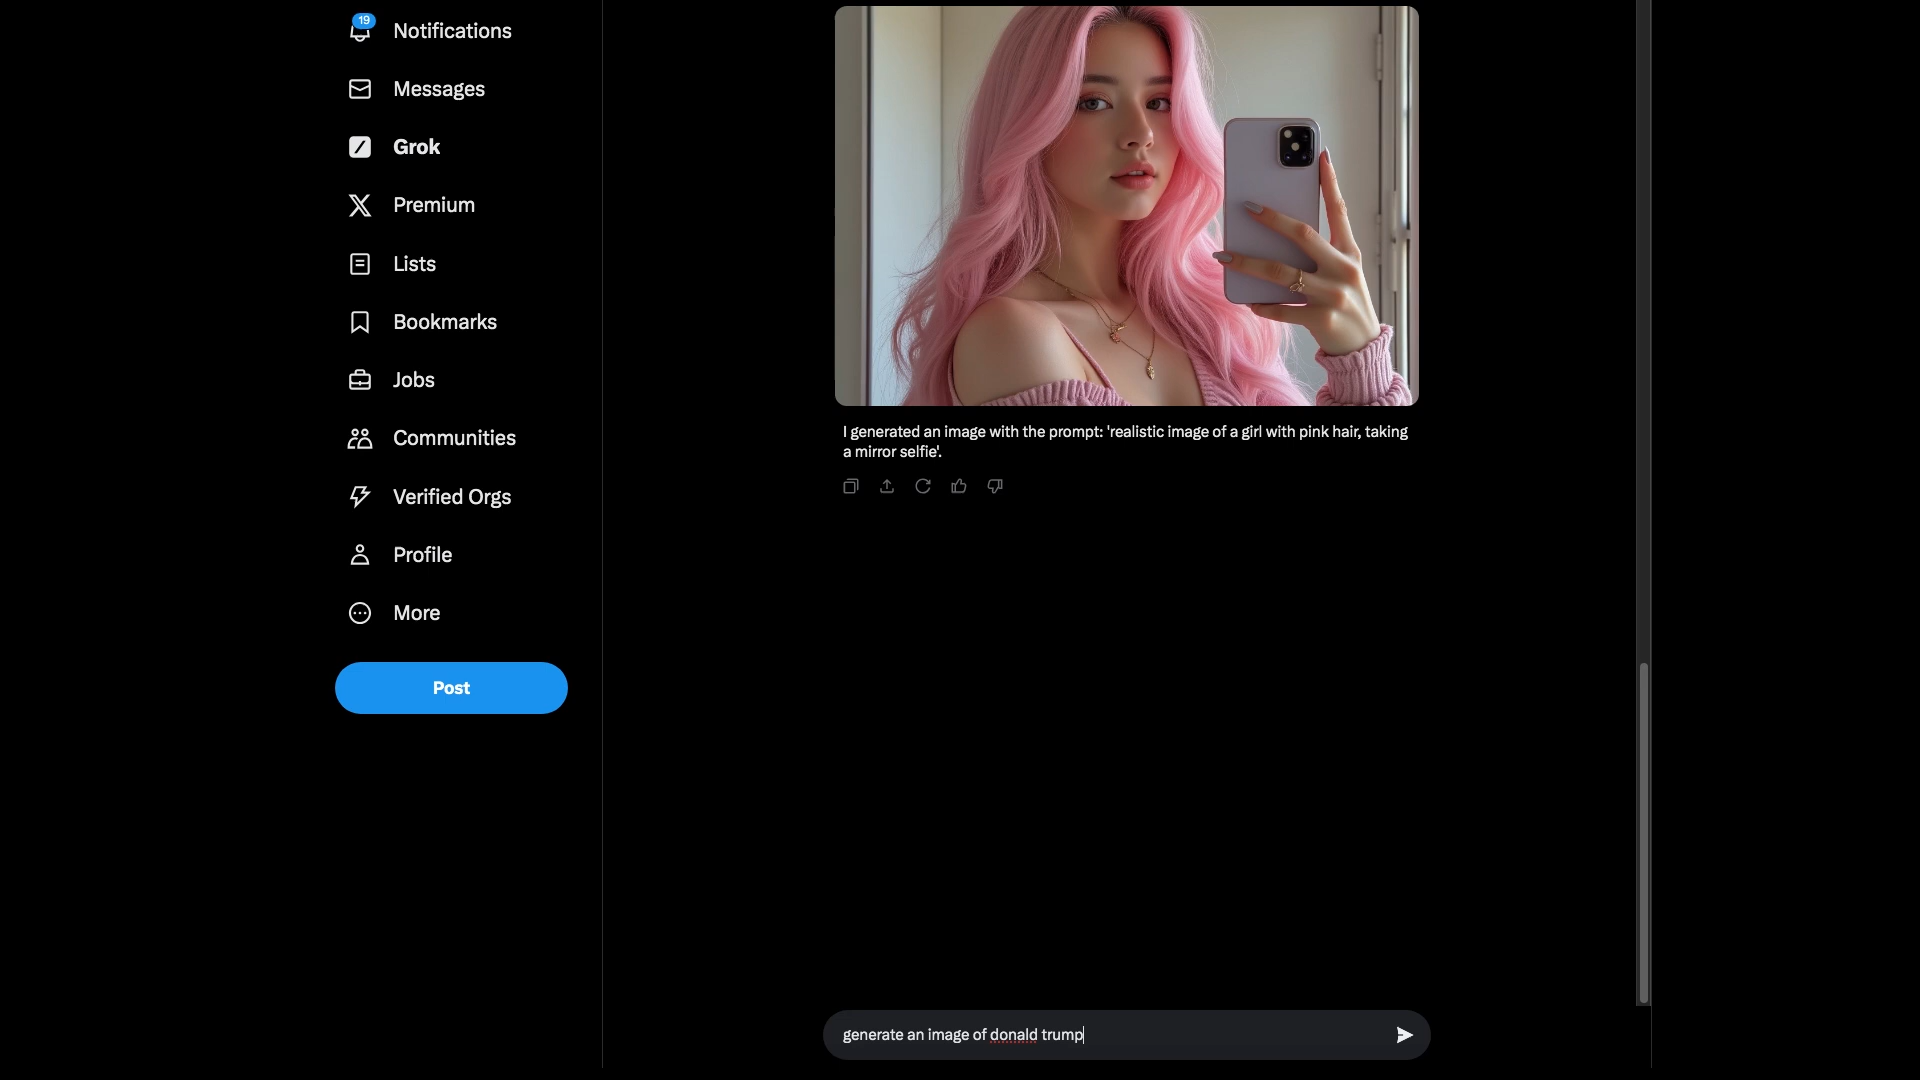 19
Notifications
Messages
Grok
Premium
Lists
Bookmarks
Jobs
Communities
Verified Orgs
Profile
More
Post
I generated an image with the prompt: 'realistic image of a girl with pink hair, taking
a mirror selfie'.
generate an image of donald trump